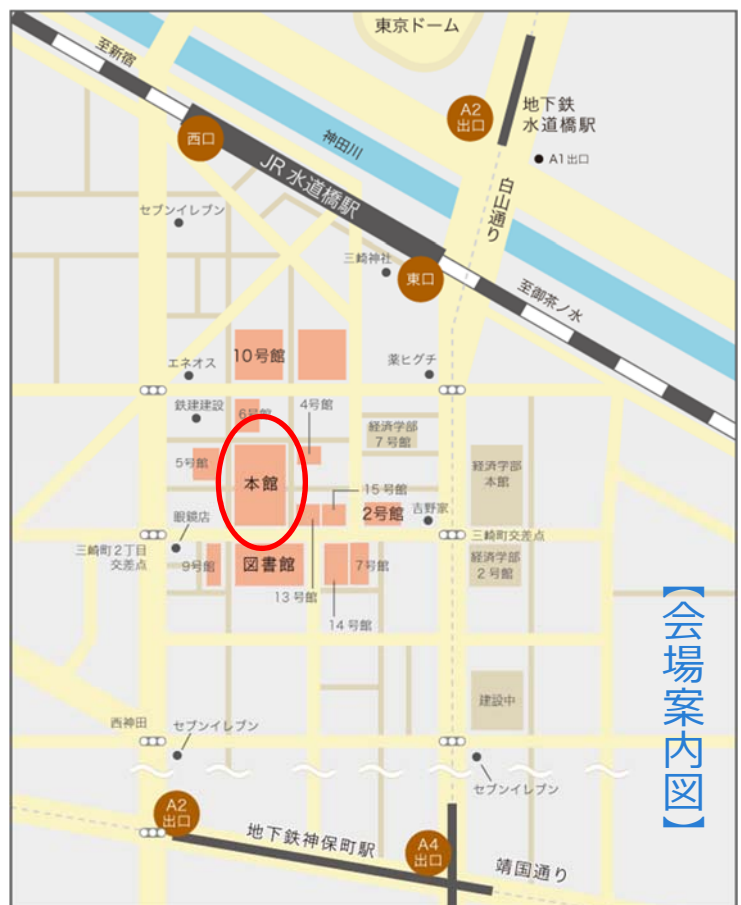 東京ドーム
至新宿
A2
出口
地下鉄
水道橋駅
西口
神田川
A1出口
JR 水道橋駅
白山通り
セブンイレブン
三崎神社
東口
至御茶ノ水
10号館
エネオス
薬ヒグチ
鉄建建設
6号館
4号館
経済学部
7号館
5号館
本館
経済学部
本館
15号館
眼鏡店
2号館
吉野家
三崎町2丁目
交差点
三崎町交差点
9号館
図書館
7号館
経済学部
2号館
13号館
14号館
【会場案内図】
建設中
西神田
セブンイレブン
セブンイレブン
A2
出口
地下鉄神保町駅
A4
出口
靖国通り